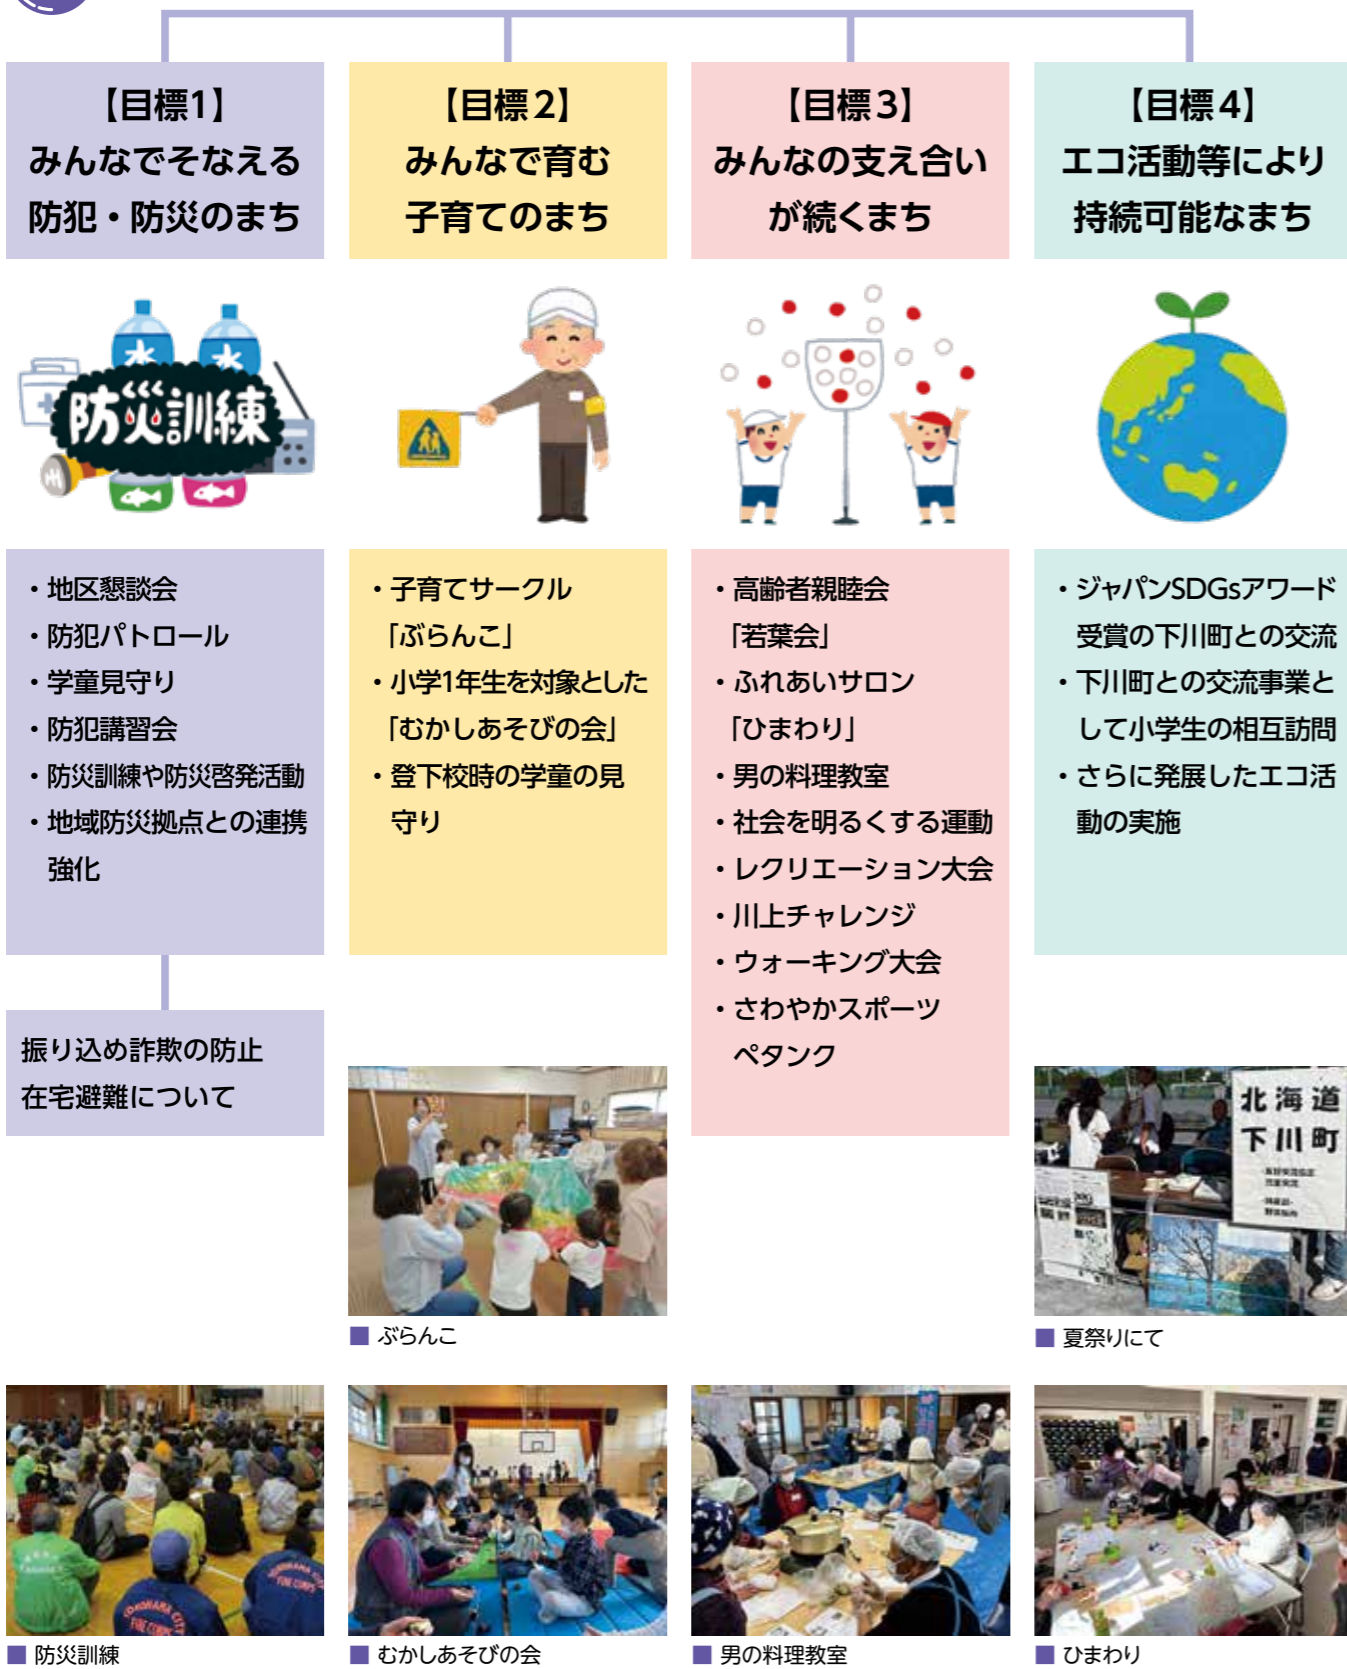 【目標1】
みんなでそなえる
防犯・防災のまち
【目標2】
みんなで育む
子育てのまち
【目標3】
みんなの支え合い
が続くまち
【目標4】
エコ活動等により
持続可能なまち
水
水
防災訓練
・地区懇談会
・防犯パトロール
・学童見守り
・防犯講習会
・防災訓練や防災啓発活動
・地域防災拠点との連携
強化
振り込め詐欺の防止
在宅避難について
・子育てサークル
「ぶらんこ」
・小学1年生を対象とした
「むかしあそびの会」
・登下校時の学童の見
守り
・高齢者親睦会
「若葉会」
・ふれあいサロン
「ひまわり」
・男の料理教室
・社会を明るくする運動
・レクリエーション大会
・川上チャレンジ
・ウォーキング大会
・さわやかスポーツ
ペタンク
・ジャパンSDGsアワード
受賞の下川町との交流
・下川町との交流事業と
して小学生の相互訪問
・さらに発展したエコ活
動の実施
北海道
下川町
■ ぶらんこ
■ 夏祭りにて
YOKOHAMA CITY
FIRE CORPS
■ 防災訓練
■ むかしあそびの会
■ 男の料理教室
■ ひまわり